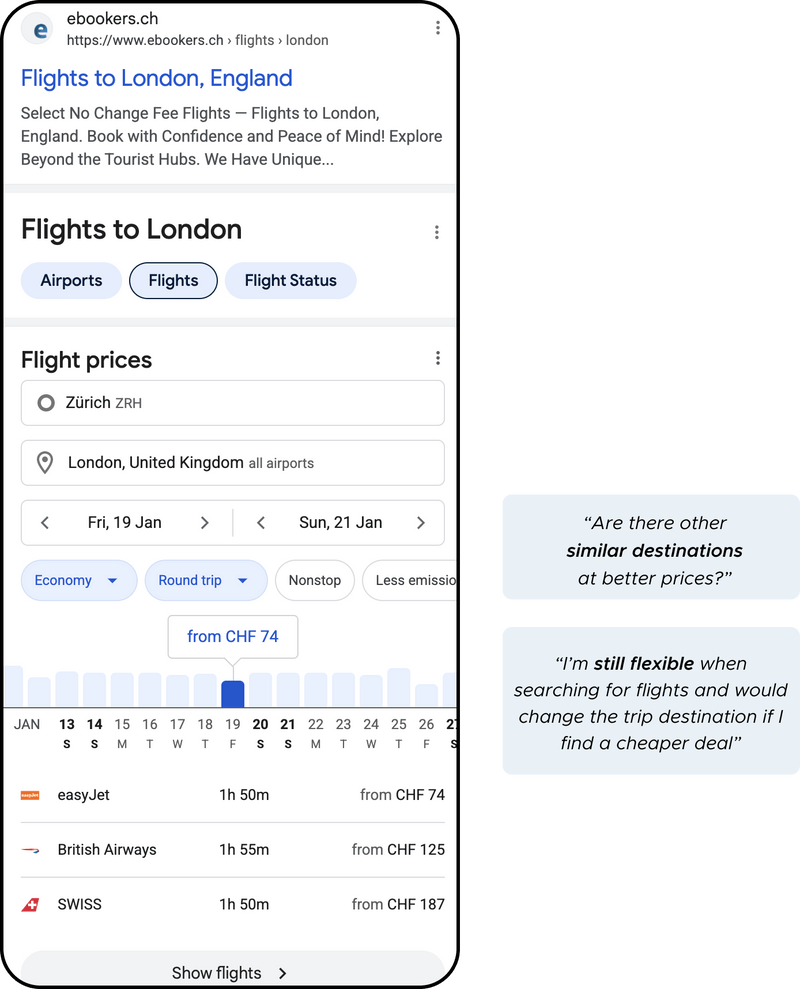 e
ebookers.ch
https://www.ebookers.ch › flights › london
Flights to London, England
Select No Change Fee Flights — Flights to London,
England. Book with Confidence and Peace of Mind! Explore
Beyond the Tourist Hubs. We Have Unique...
Flights to London
Airports Flights Flight Status
Flight prices
Zürich ZRH
London, United Kingdom all airports
Fri, 19 Jan Sun, 21 Jan
Economy Round trip Nonstop Less emissio
from CHF 74
JAN 13 14 15 16 17 18 19 20 21 22 23 24 25 26 27
S S M T W T F S S M T W T F S
easyJet easyJet 1h 50m from CHF 74
British Airways 1h 55m from CHF 125
SWISS 1h 50m from CHF 187
Show flights
“Are there other
similar destinations
at better prices?”
“I’m still flexible when
searching for flights and would
change the trip destination if I
find a cheaper deal”